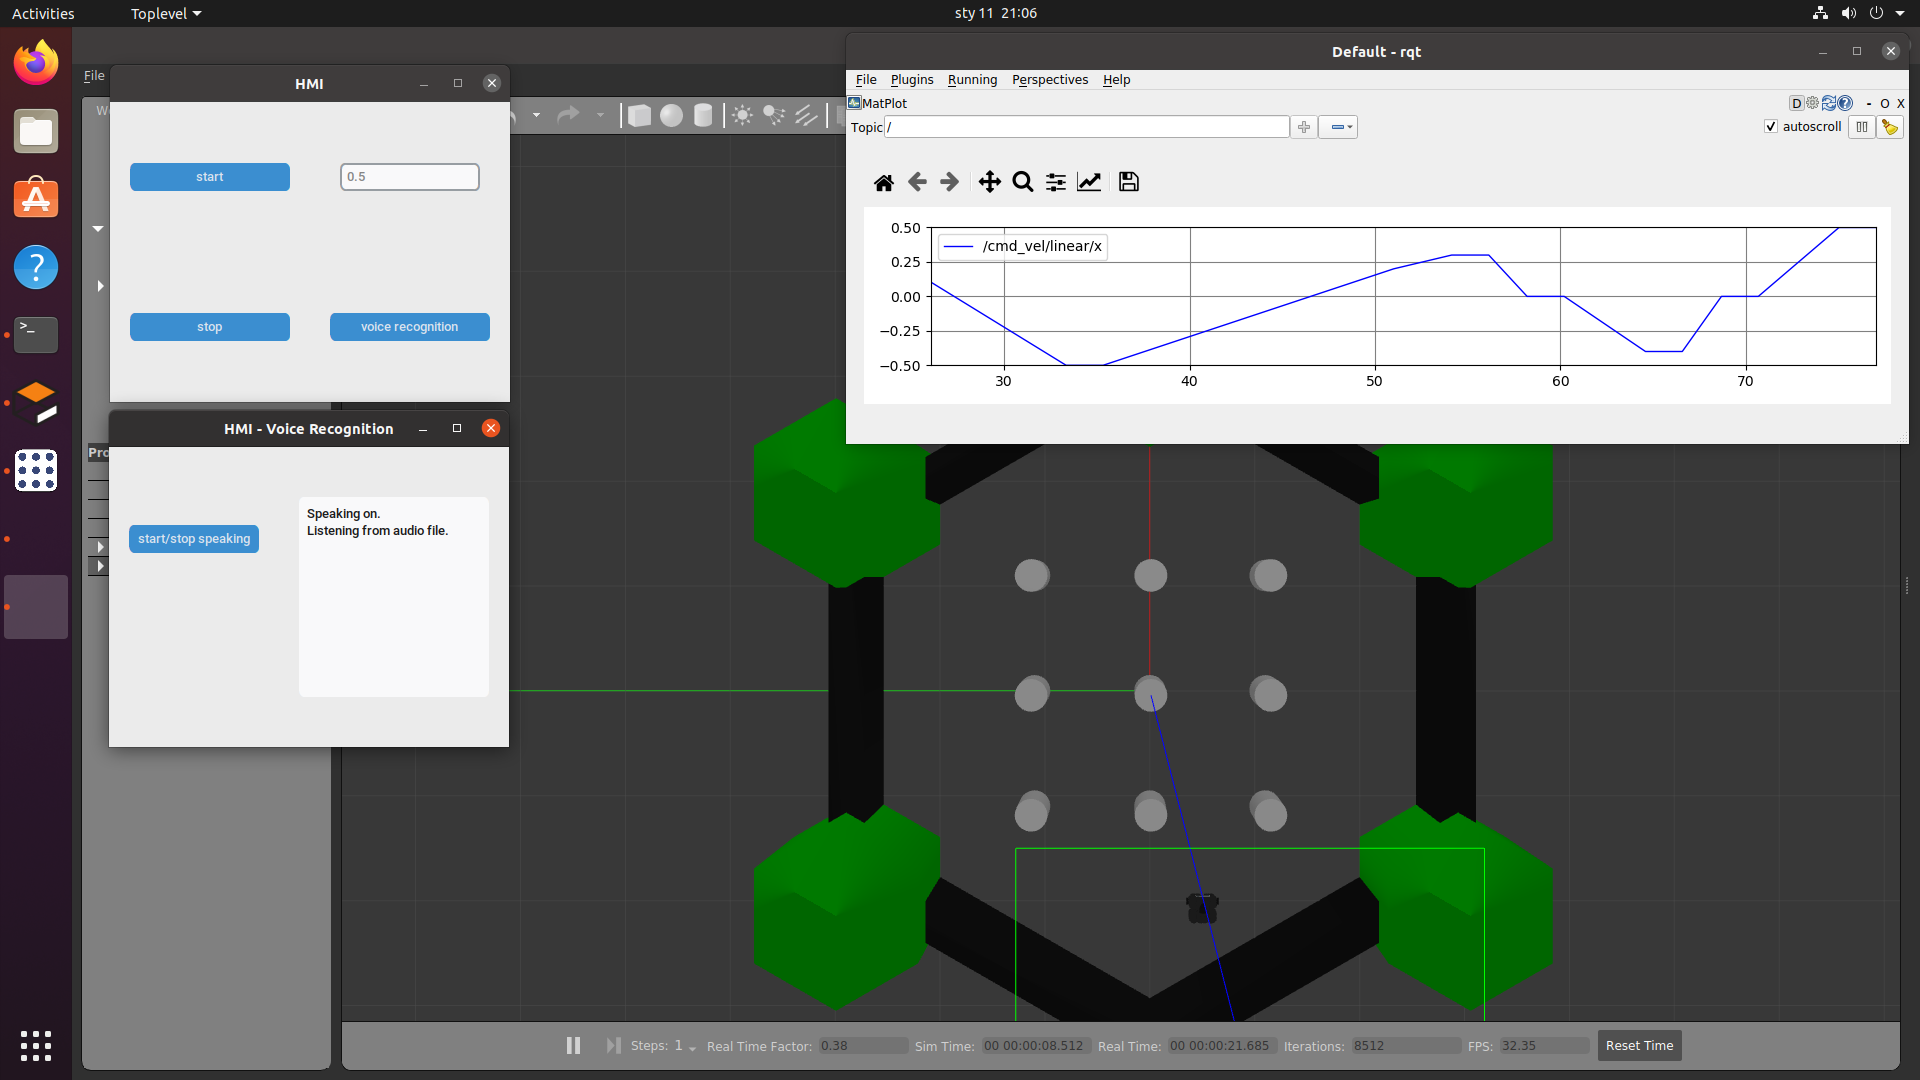 Activities
Toplevel
sty 11 21:06
File
HMI
W
start
0.5
stop
voice recognition
HMI - Voice Recognition
Pro
start/stop speaking
Speaking on.
Listening from audio file.
Default - rqt
File Plugins Running Perspectives Help
MatPlot
D
- O X
Topic /
autoscroll
0.50
0.25
0.00
−0.25
−0.50
/cmd_vel/linear/x
30 40 50 60 70
Steps: 1 Real Time Factor: 0.38 Sim Time: 00 00:00:08.512 Real Time: 00 00:00:21.685 Iterations: 8512 FPS: 32.35 Reset Time